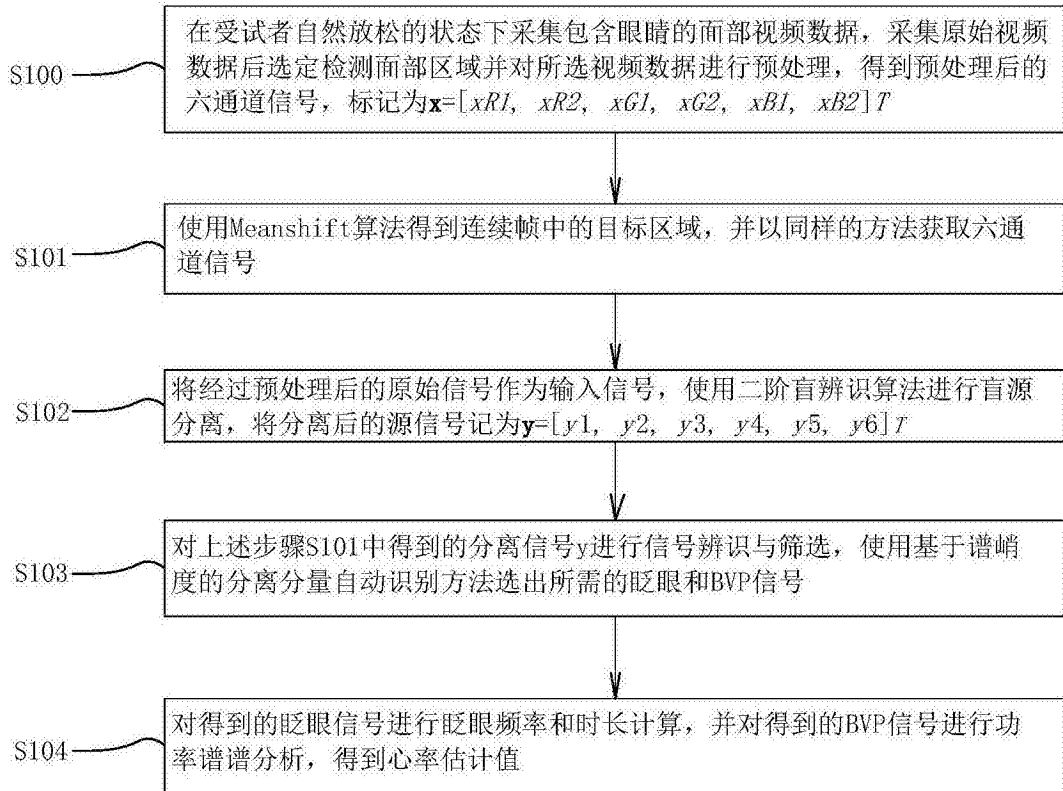 S100
在受试者自然放松的状态下采集包含眼睛的面部视频数据，采集原始视频
数据后选定检测面部区域并对所选视频数据进行预处理，得到预处理后的
六通道信号，标记为x=[xR1, xR2, xG1, xG2, xB1, xB2]T
S101
使用Meanshift算法得到连续帧中的目标区域，并以同样的方法获取六通
道信号
S102
将经过预处理后的原始信号作为输入信号，使用二阶盲辨识算法进行盲源
分离，将分离后的源信号记为y=[y1, y2, y3, y4, y5, y6]T
S103
对上述步骤S101中得到的分离信号y进行信号辨识与筛选，使用基于谱峭
度的分离分量自动识别方法选出所需的眨眼和BVP信号
S104
对得到的眨眼信号进行眨眼频率和时长计算，并对得到的BVP信号进行功
率谱谱分析，得到心率估计值